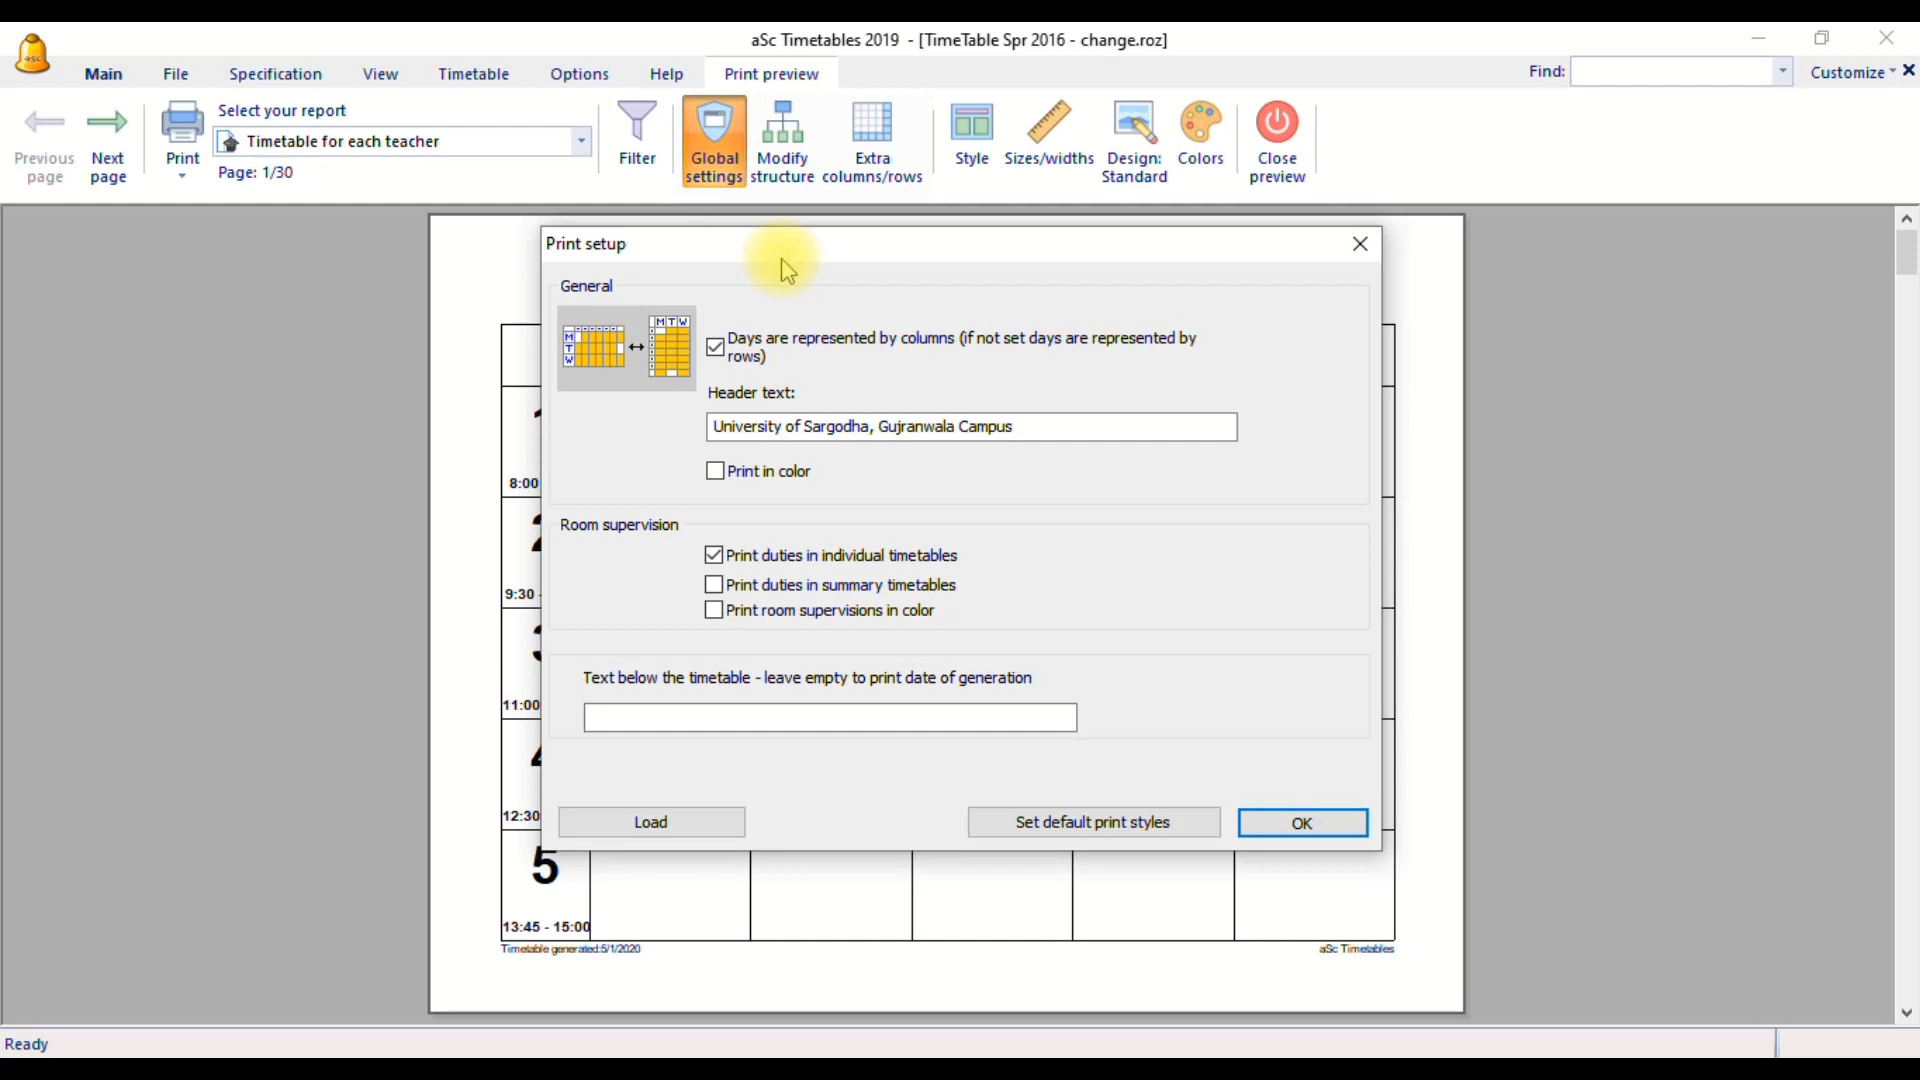 aSc Timetables 2019 - [TimeTable Spr 2016 - change.roz]
aSc
Main File Specification View Timetable Options Help Print preview Find: Customize
Previous page
Next page
Print
Select your report
Timetable for each teacher
Page: 1/30
Filter
Global settings
Modify structure
Extra columns/rows
Style
Sizes/widths
Design: Standard
Colors
Close preview
Print setup
General
M T W
M
T
W
Days are represented by columns (if not set days are represented by
rows)
Header text:
University of Sargodha, Gujranwala Campus
Print in color
Room supervision
Print duties in individual timetables
Print duties in summary timetables
Print room supervisions in color
Text below the timetable - leave empty to print date of generation
Load Set default print styles OK
8:00
9:30 -
11:00
12:30
5
13:45 - 15:00
Timetable generated:5/1/2020 aSc Timetables
Ready